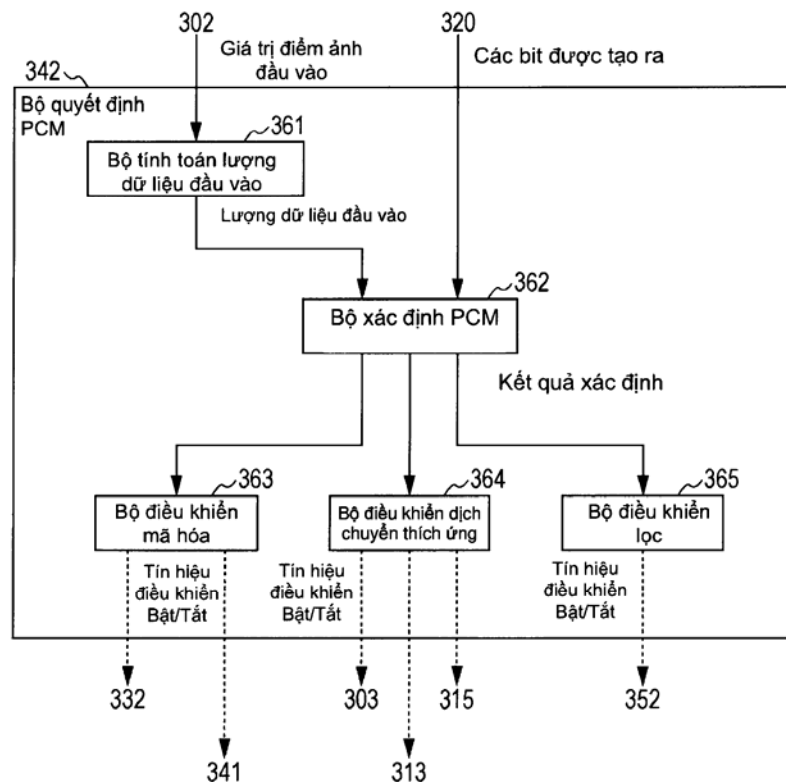 302
320
Giá trị điểm ảnh
đầu vào
Các bit được tạo ra
342
Bộ quyết định
PCM
361
Bộ tính toán lượng
dữ liệu đầu vào
Lượng dữ liệu đầu vào
362
Bộ xác định PCM
Kết quả xác định
363
Bộ điều khiển
mã hóa
364
Bộ điều khiển dịch
chuyển thích ứng
365
Bộ điều khiển
lọc
Tín hiệu
điều khiển
Bật/Tắt
Tín hiệu
điều khiển
Bật/Tắt
Tín hiệu
điều khiển
Bật/Tắt
332
303
315
352
341
313